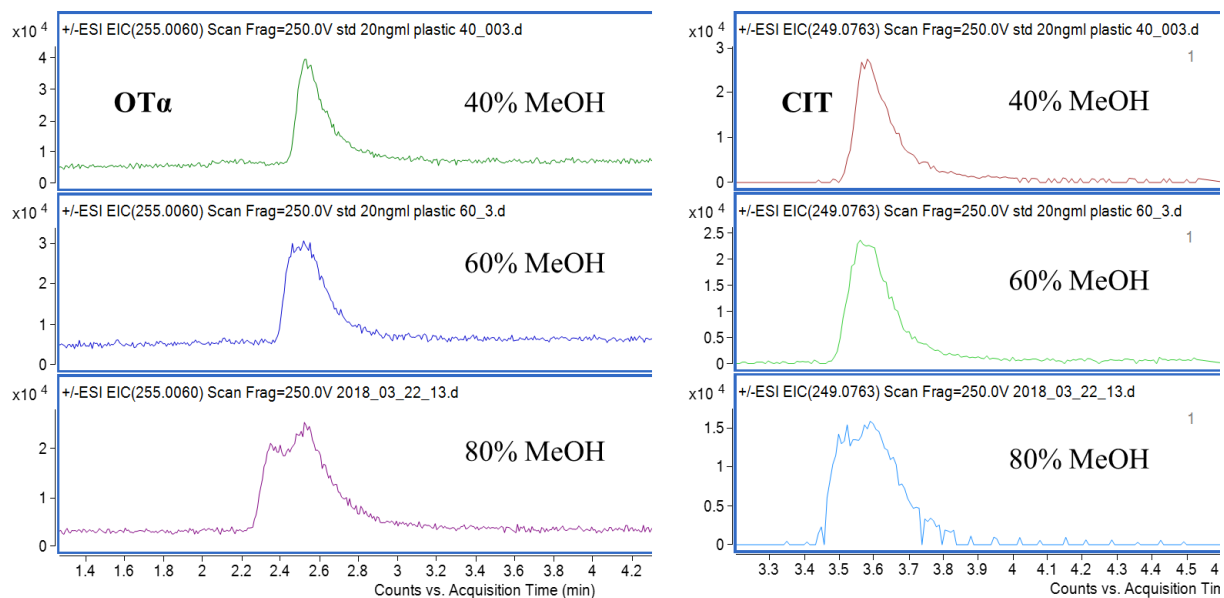 +/-ESI EIC(255.0060) Scan Frag=250.0V std 20ngml plastic 40_003.d
x10 4
4
3
2
1
0
OTα
40% MeOH
+/-ESI EIC(255.0060) Scan Frag=250.0V std 20ngml plastic 60_3.d
x10 4
3
2
1
0
60% MeOH
+/-ESI EIC(255.0060) Scan Frag=250.0V 2018_03_22_13.d
x10 4
2
1
0
80% MeOH
1.4 1.6 1.8 2 2.2 2.4 2.6 2.8 3 3.2 3.4 3.6 3.8 4 4.2
Counts vs. Acquisition Time (min)
+/-ESI EIC(249.0763) Scan Frag=250.0V std 20ngml plastic 40_003.d
x10 4
1
3
2
1
0
CIT
40% MeOH
+/-ESI EIC(249.0763) Scan Frag=250.0V std 20ngml plastic 60_3.d
x10 4
1
2.5
2
1.5
1
0.5
0
60% MeOH
+/-ESI EIC(249.0763) Scan Frag=250.0V 2018_03_22_13.d
x10 4
1
1.5
1
0.5
0
80% MeOH
3.3 3.4 3.5 3.6 3.7 3.8 3.9 4 4.1 4.2 4.3 4.4 4.5
Counts vs. Acquisition